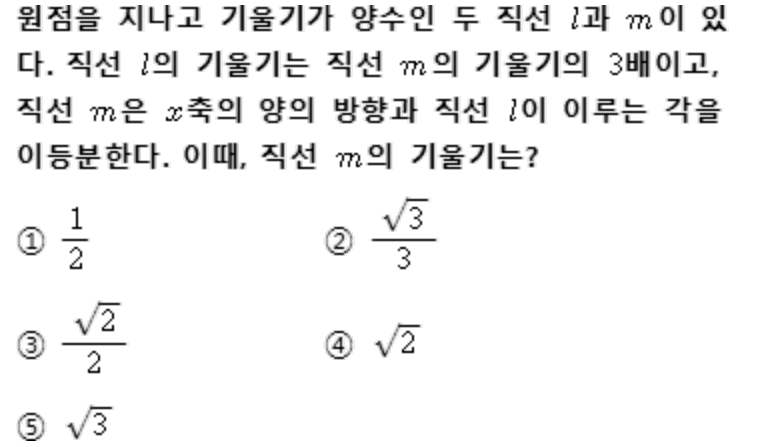 원점을 지나고 기울기가 양수인 두 직선 l과 m이 있
다. 직선 l의 기울기는 직선 m의 기울기의 3배이고,
직선 m은 x축의 양의 방향과 직선 l이 이루는 각을
이등분한다. 이때, 직선 m의 기울기는?
① 1/2 ② √3/3
③ √2/2 ④ √2
⑤ √3